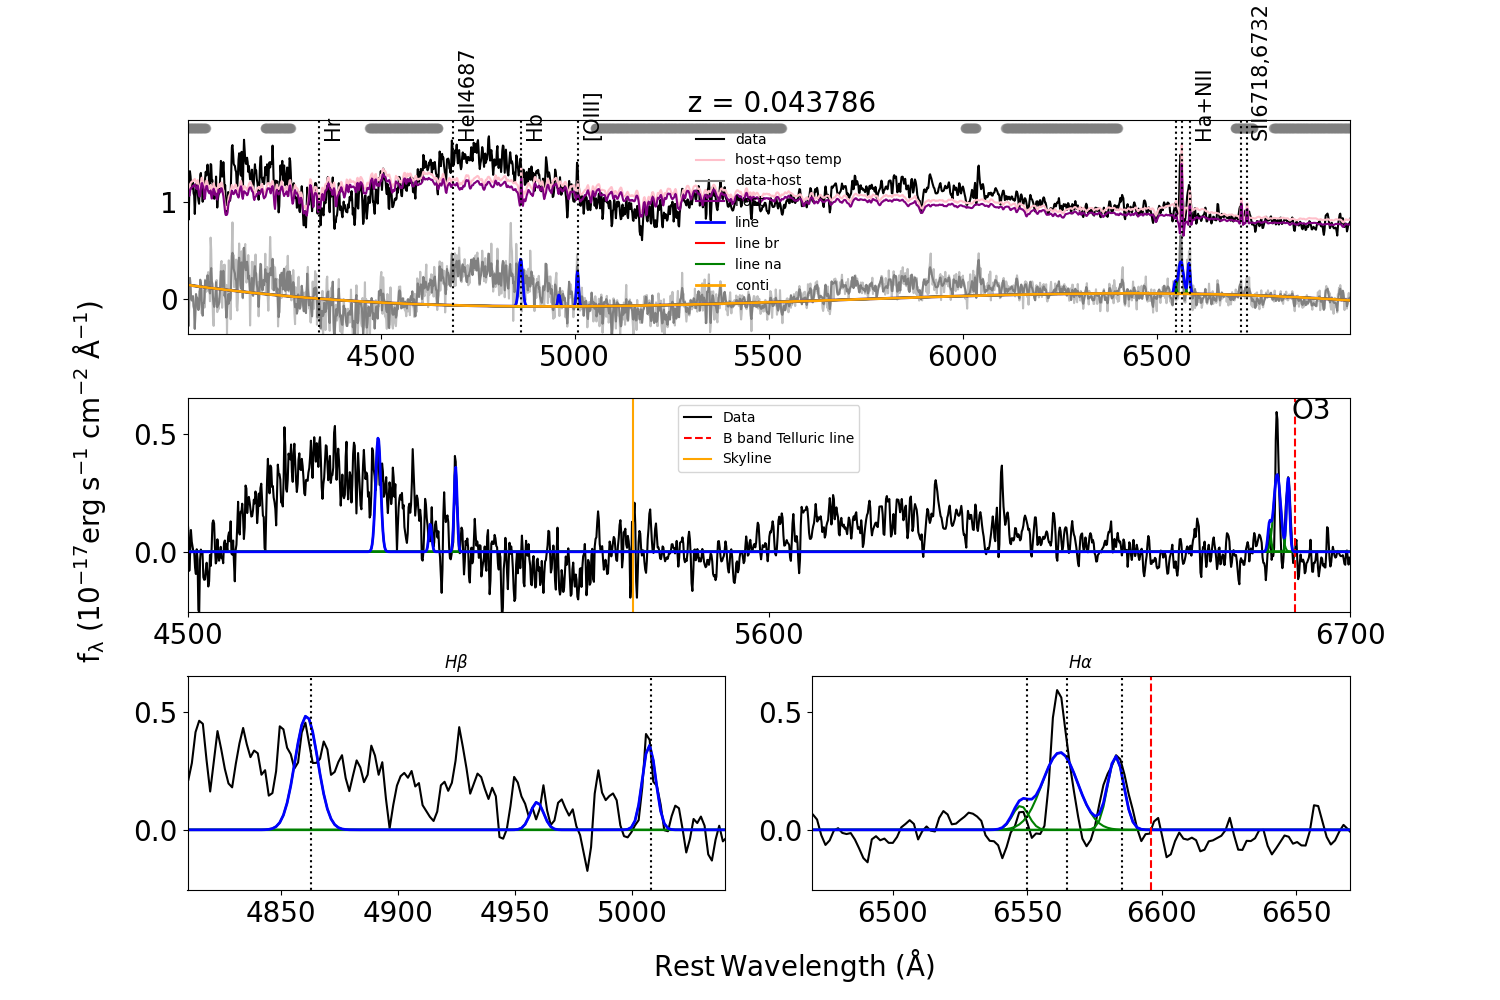 z = 0.043786
Hr
HeII4687
Hb
[OIII]
Ha+NII
SII6718,6732
data
host+qso temp
data-host
line
line br
line na
conti
1
0
4500
5000
5500
6000
6500
f_λ (10^{-17} erg s^{-1} cm^{-2} Å^{-1})
Data
B band Telluric line
Skyline
O3
0.5
0.0
4500
5600
6700
Hβ
0.5
0.0
4850
4900
4950
5000
Hα
0.5
0.0
6500
6550
6600
6650
Rest Wavelength (Å)